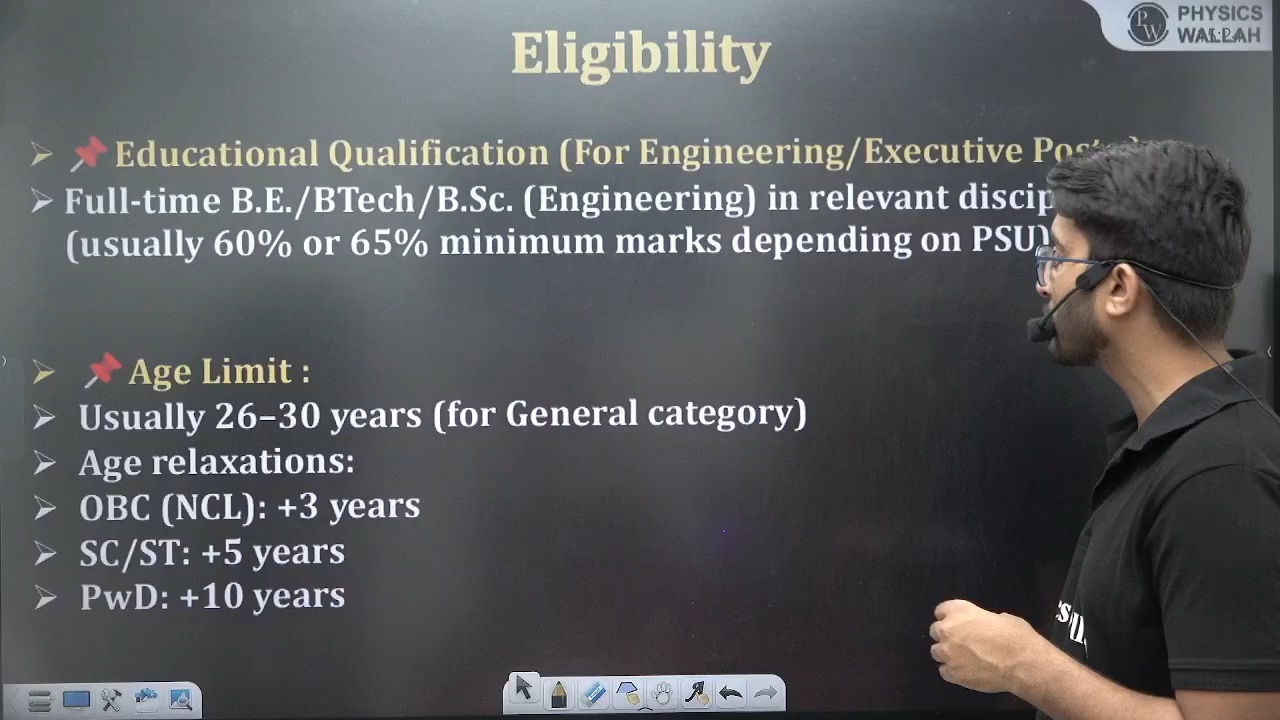 PHYSICS
WALLAH
Eligibility
Educational Qualification (For Engineering/Executive
Full-time B.E./BTech/B.Sc. (Engineering) in relevant
(usually 60% or 65% minimum marks depending on PSU)
Age Limit :
Usually 26–30 years (for General category)
Age relaxations:
OBC (NCL): +3 years
SC/ST: +5 years
PwD: +10 years